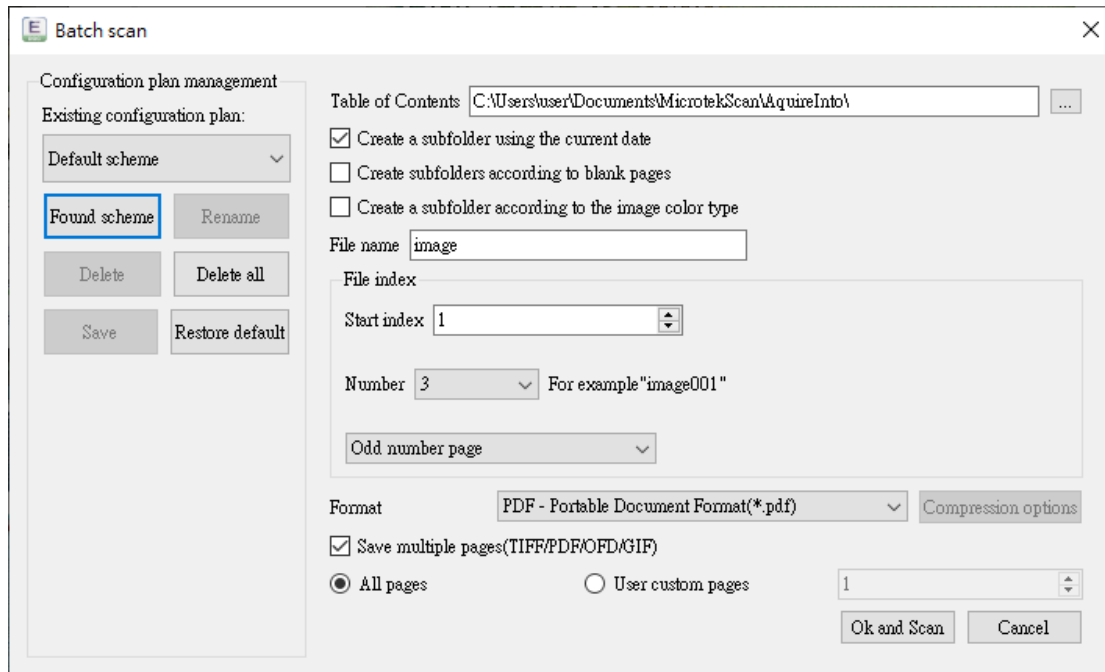 Batch scan
Configuration plan management
Existing configuration plan:
Default scheme
Found scheme
Rename
Delete
Delete all
Save
Restore default
Table of Contents C:\Users\user\Documents\MicrotekScan\AquireInto\ ...
Create a subfolder using the current date
Create subfolders according to blank pages
Create a subfolder according to the image color type
File name image
File index
Start index 1
Number 3 For example"image001"
Odd number page
Format PDF - Portable Document Format(*.pdf) Compression options
Save multiple pages(TIFF/PDF/OFD/GIF)
All pages User custom pages 1
Ok and Scan Cancel